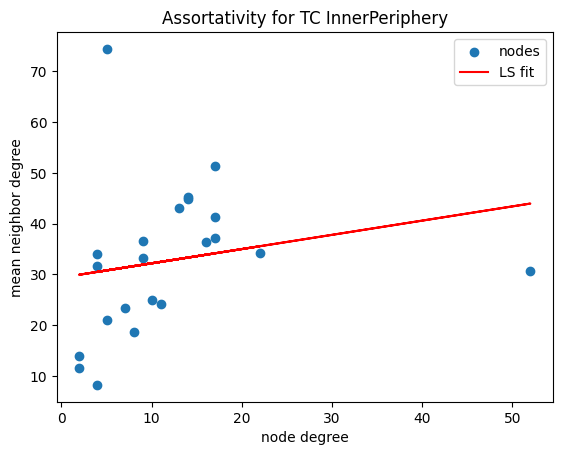 Assortativity for TC InnerPeriphery
nodes
LS fit
mean neighbor degree
70
60
50
40
30
20
10
0
10
20
30
40
50
node degree